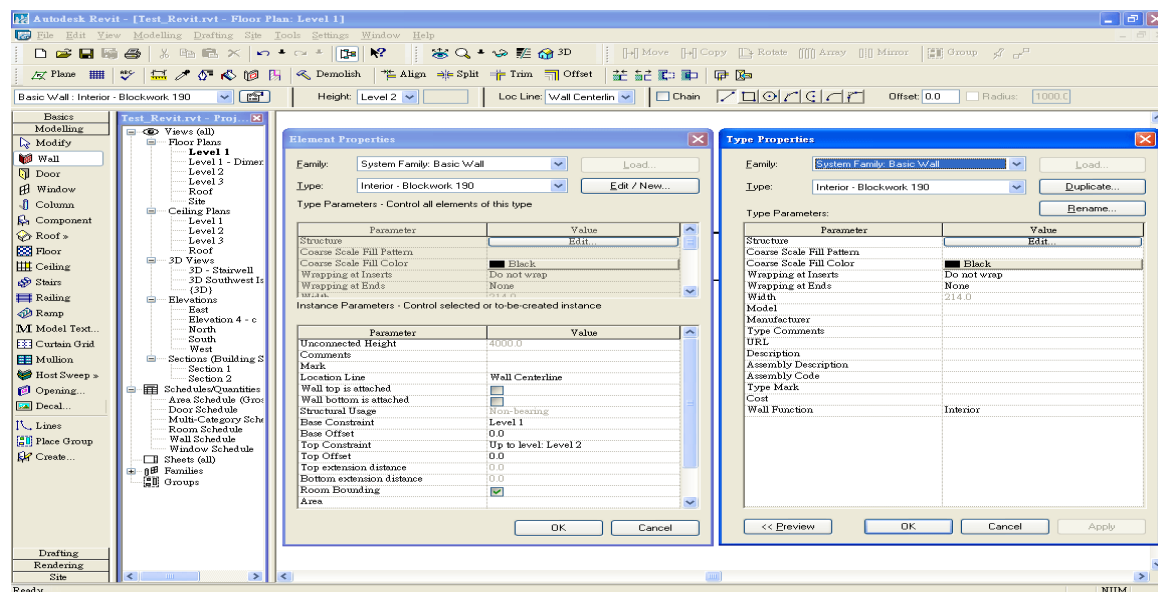 Autodesk Revit - [Test_Revit.rvt - Floor Plan: Level 1]
File Edit View Modelling Drafting Site Tools Settings Window Help
3D Move Copy Rotate Array Mirror Group
Plane Demolish Align Split Trim Offset
Basic Wall : Interior - Blockwork 190 Height: Level 2 Loc Line: Wall Centerlin Chain Offset: 0.0 Radius: 1000.0
Basics
Modelling
Modify
Wall
Door
Window
Column
Component
Roof »
Floor
Ceiling
Stairs
Railing
Ramp
Model Text...
Curtain Grid
Mullion
Host Sweep »
Opening...
Decal...
Lines
Place Group
Create...
Drafting
Rendering
Site
Ready
Test_Revit.rvt - Proj...
Views (all)
Floor Plans
Level 1
Level 1 - Dimer
Level 2
Level 3
Roof
Site
Ceiling Plans
Level 1
Level 2
Level 3
Roof
3D Views
3D - Stairwell
3D Southwest Is
{3D}
Elevations
East
Elevation 4 - c
North
South
West
Sections (Building S
Section 1
Section 2
Schedules/Quantities
Area Schedule (Gros
Door Schedule
Multi-Category Sche
Room Schedule
Wall Schedule
Window Schedule
Sheets (all)
Families
Groups
Element Properties
Family: System Family: Basic Wall Load...
Type: Interior - Blockwork 190 Edit / New...
Type Parameters - Control all elements of this type
Parameter Value
Structure Edit...
Coarse Scale Fill Pattern
Coarse Scale Fill Color Black
Wrapping at Inserts Do not wrap
Wrapping at Ends None
Width 214.0
Instance Parameters - Control selected or to-be-created instance
Parameter Value
Unconnected Height 4000.0
Comments
Mark
Location Line Wall Centerline
Wall top is attached
Wall bottom is attached
Structural Usage Non-bearing
Base Constraint Level 1
Base Offset 0.0
Top Constraint Up to level: Level 2
Top Offset 0.0
Top extension distance 0.0
Bottom extension distance 0.0
Room Bounding
Area
OK Cancel
Type Properties
Family: System Family: Basic Wall Load...
Type: Interior - Blockwork 190 Duplicate...
Rename...
Type Parameters:
Parameter Value
Structure Edit...
Coarse Scale Fill Pattern
Coarse Scale Fill Color Black
Wrapping at Inserts Do not wrap
Wrapping at Ends None
Width 214.0
Model
Manufacturer
Type Comments
URL
Description
Assembly Description
Assembly Code
Type Mark
Cost
Wall Function Interior
<< Preview OK Cancel Apply
NUM